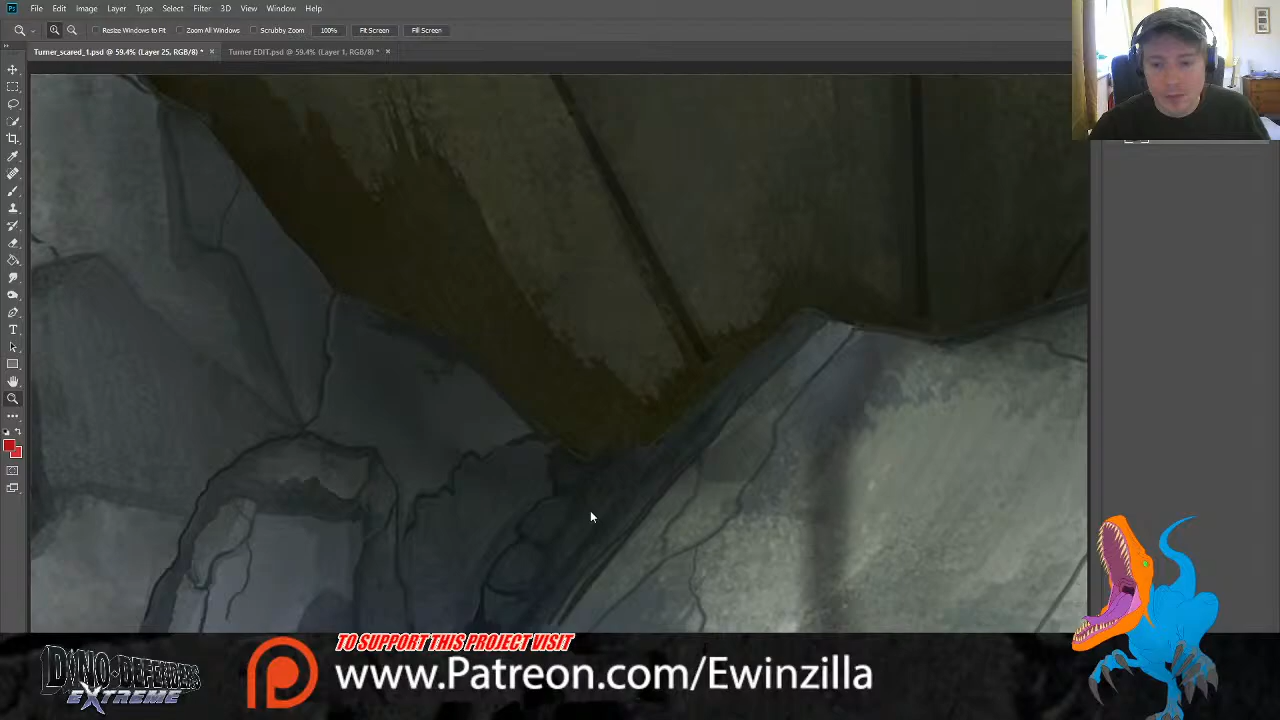 Ps File Edit Image Layer Type Select Filter 3D View Window Help
Resize Windows to Fit Zoom All Windows Scrubby Zoom 100% Fit Screen Fill Screen
Turner_scared_1.psd @ 59.4% (Layer 25, RGB/8) * × Turner EDIT.psd @ 59.4% (Layer 1, RGB/8) * ×
T
TO SUPPORT THIS PROJECT VISIT
www.Patreon.com/Ewinzilla
DINO-DEFENDERS
EXTREME